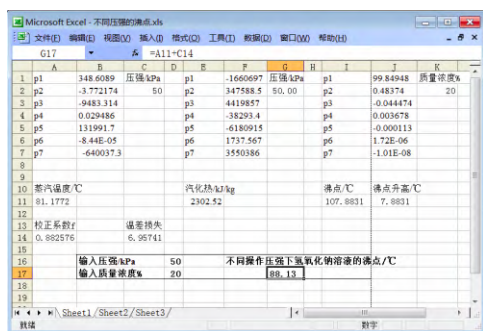 Microsoft Excel - 不同压强的沸点.xls
文件(F) 编辑(E) 视图(V) 插入(I) 格式(O) 工具(T) 数据(D) 窗口(W) 帮助(H)
G17 fx =A11+C14
A B C D E F G H I J K
1 p1 348.6089 压强/kPa p1 -1660697 压强/kPa p1 99.84948 质量浓度%
2 p2 -3.772174 50 p2 347588.5 50.00 p2 0.48374 20
3 p3 -9483.314 p3 4419857 p3 -0.044474
4 p4 0.029486 p4 -38293.4 p4 0.003678
5 p5 131991.7 p5 -6180915 p5 -0.000113
6 p6 -8.44E-05 p6 1737.567 p6 1.72E-06
7 p7 -640037.3 p7 3550386 p7 -1.01E-08
8
9
10 蒸汽温度/℃ 汽化热/kJ/kg 沸点/℃ 沸点升高/℃
11 81.1772 2302.52 107.8831 7.8831
12
13 校正系数f 温差损失
14 0.882576 6.95741
15
16 输入压强/kPa 50 不同操作压强下氢氧化钠溶液的沸点/℃
17 输入质量浓度% 20 88.13
18
19
Sheet1 / Sheet2 / Sheet3 /
就绪 数字